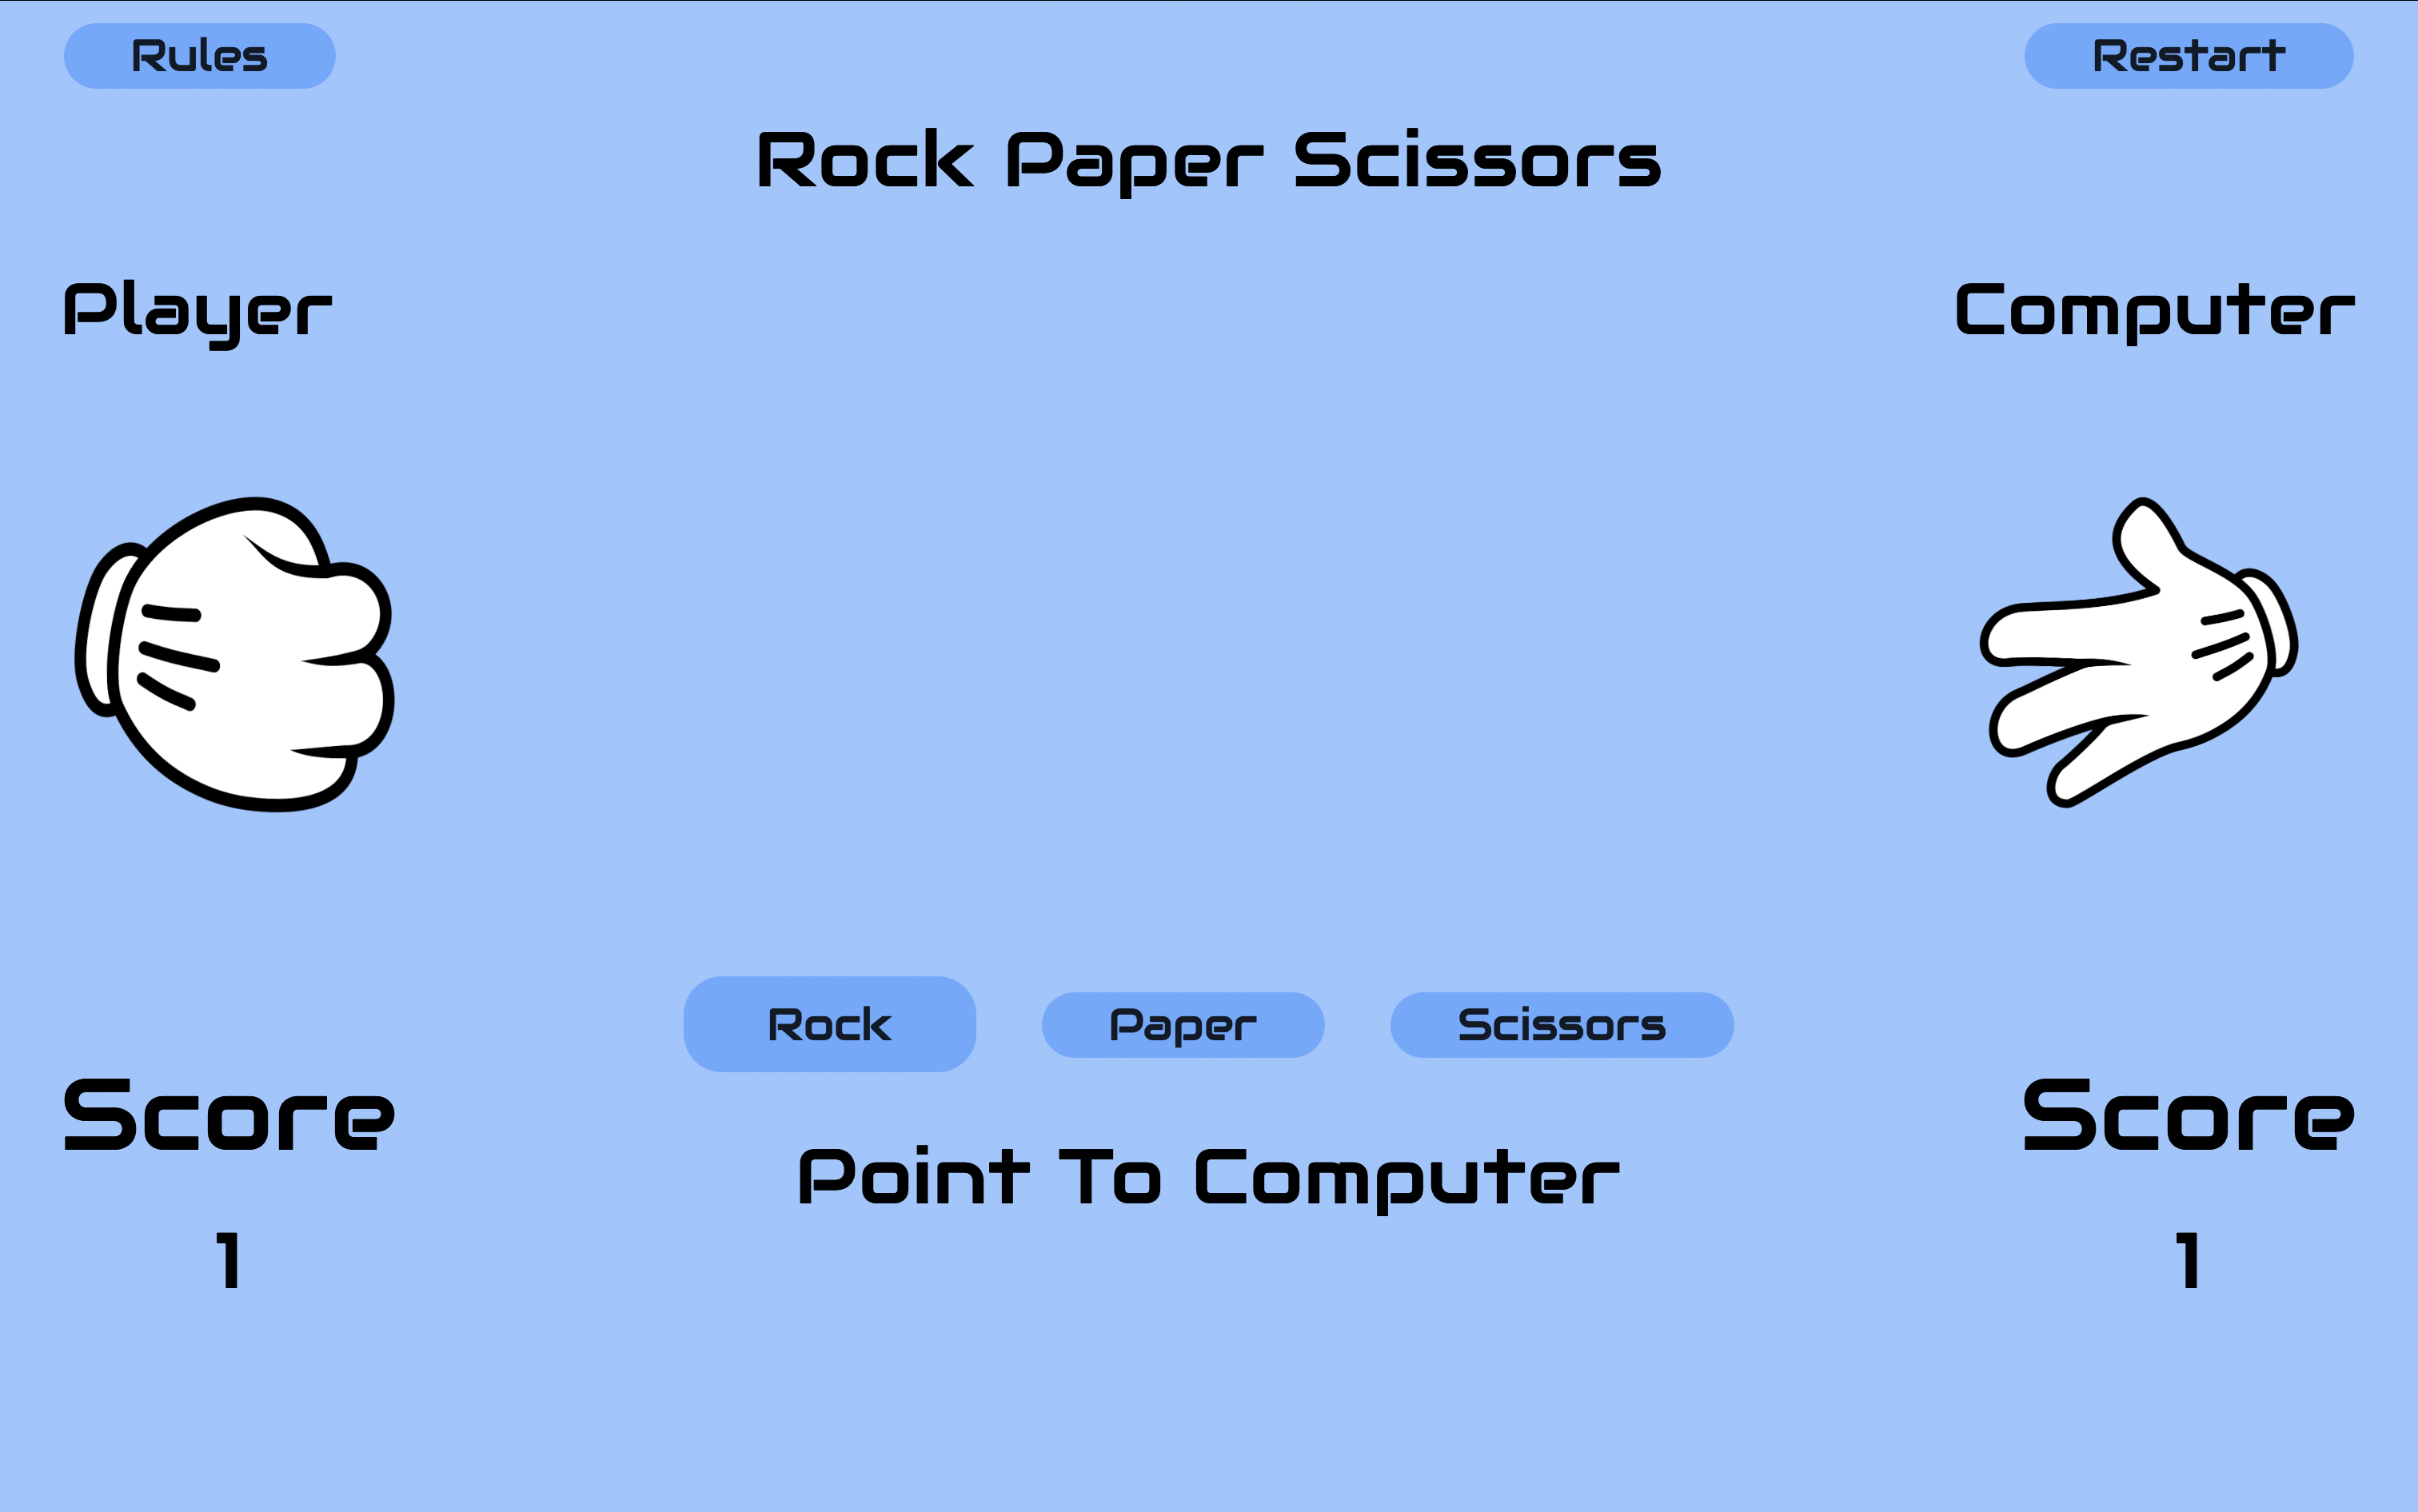 Rules
Restart
Rock Paper Scissors
Player
Computer
Rock
Paper
Scissors
Score
Score
Point To Computer
1
1